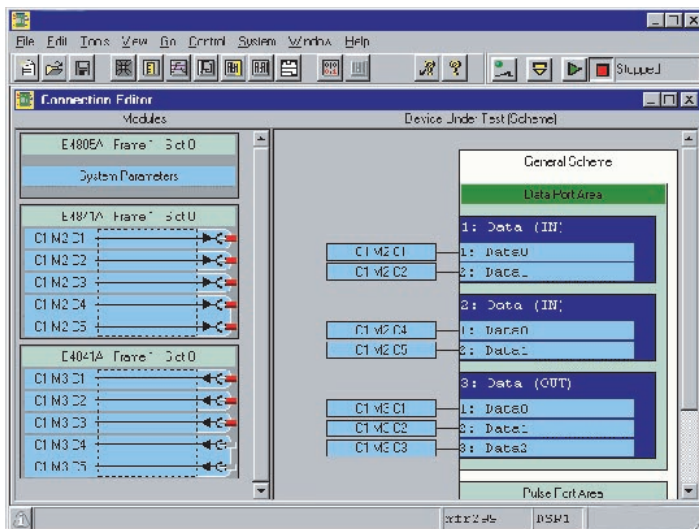 File Edit Tools View Go Control System Window Help
Stopped
Connection Editor
Modules
Device Under Test (Scheme)
E4805A Frame 1 Slot 0
System Parameters
Frame 1 Slot 0
C1 M2 C1
C1 M2 C2
C1 M2 C3
C1 M2 C4
C1 M2 C5
Frame 1 Slot 0
C1 M3 C1
C1 M3 C2
C1 M3 C3
C1 M3 C4
C1 M3 C5
General Scheme
Data Port Area
1: Data (IN)
C1 M2 C1 1: Data0
C1 M2 C2 2: Data1
2: Data (IN)
C1 M2 C4 1: Data0
C1 M2 C5 2: Data1
3: Data (OUT)
C1 M3 C1 1: Data0
C1 M3 C2 2: Data1
C1 M3 C3 3: Data2
Pulse Port Area